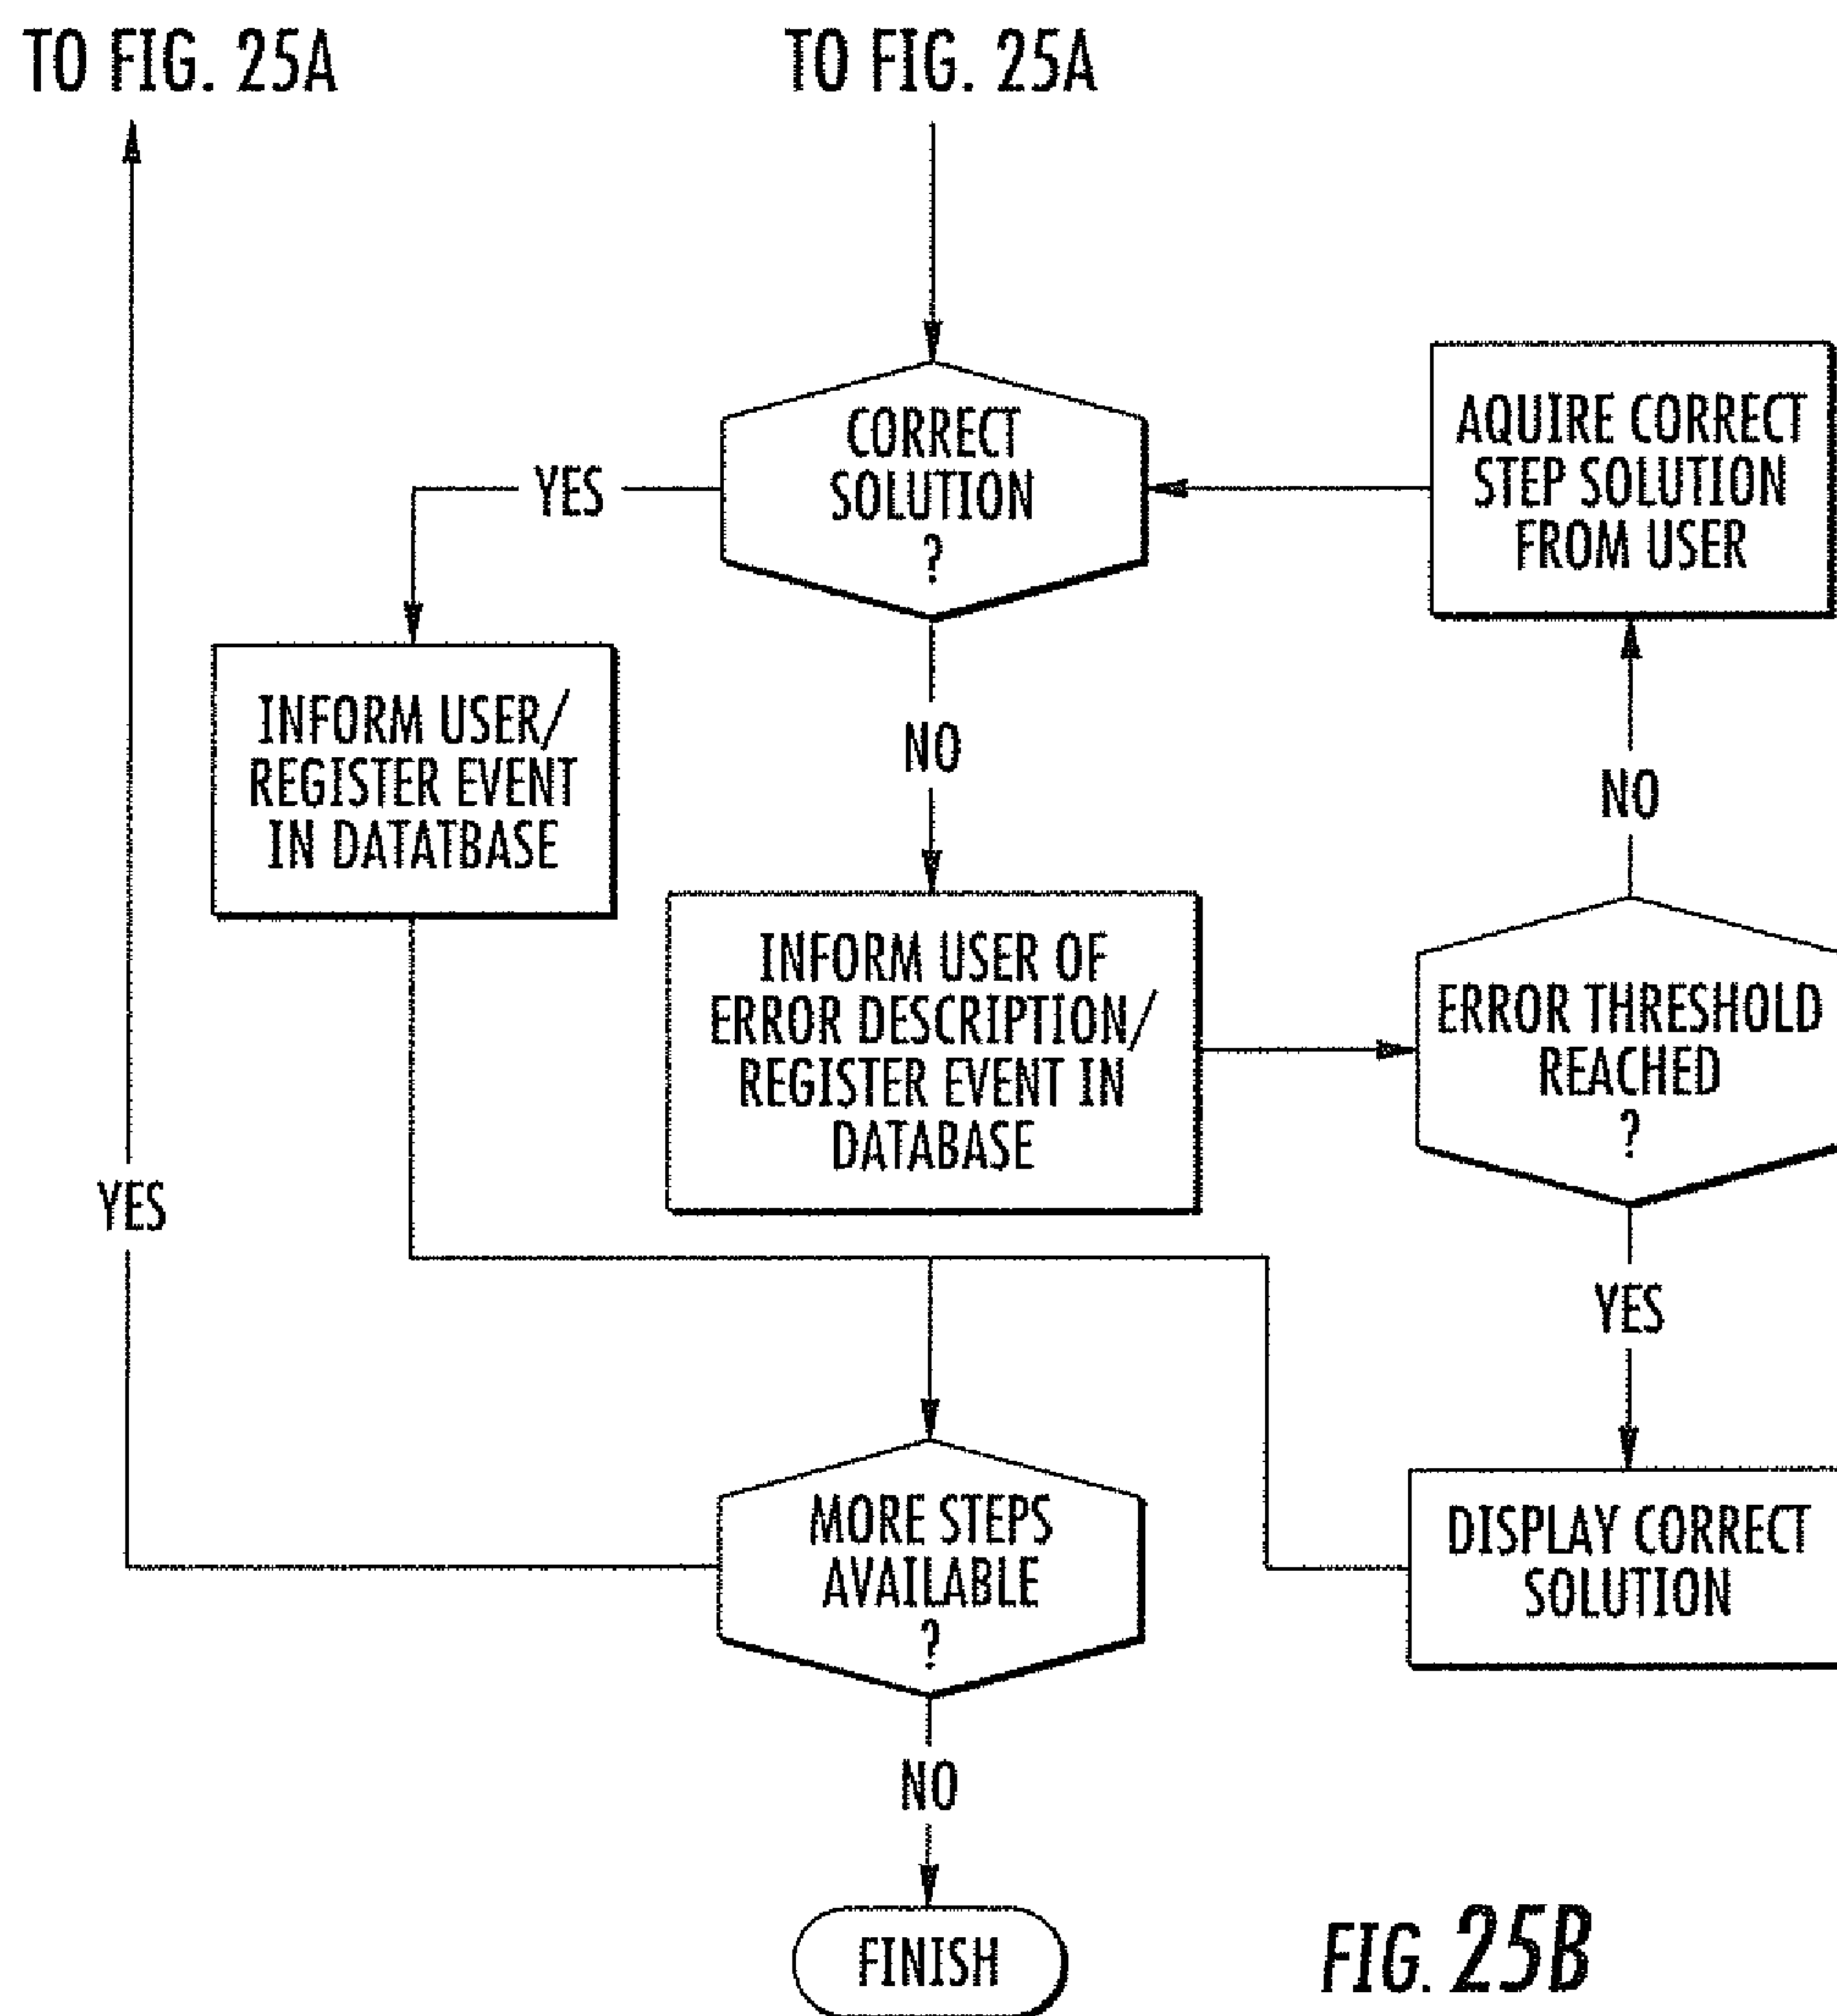 TO FIG. 25A
TO FIG. 25A
CORRECT
SOLUTION
?
AQUIRE CORRECT
STEP SOLUTION
FROM USER
YES
INFORM USER/
REGISTER EVENT
IN DATATBASE
NO
NO
INFORM USER OF
ERROR DESCRIPTION/
REGISTER EVENT IN
DATABASE
ERROR THRESHOLD
REACHED
?
YES
YES
MORE STEPS
AVAILABLE
?
DISPLAY CORRECT
SOLUTION
NO
FINISH
FIG. 25B